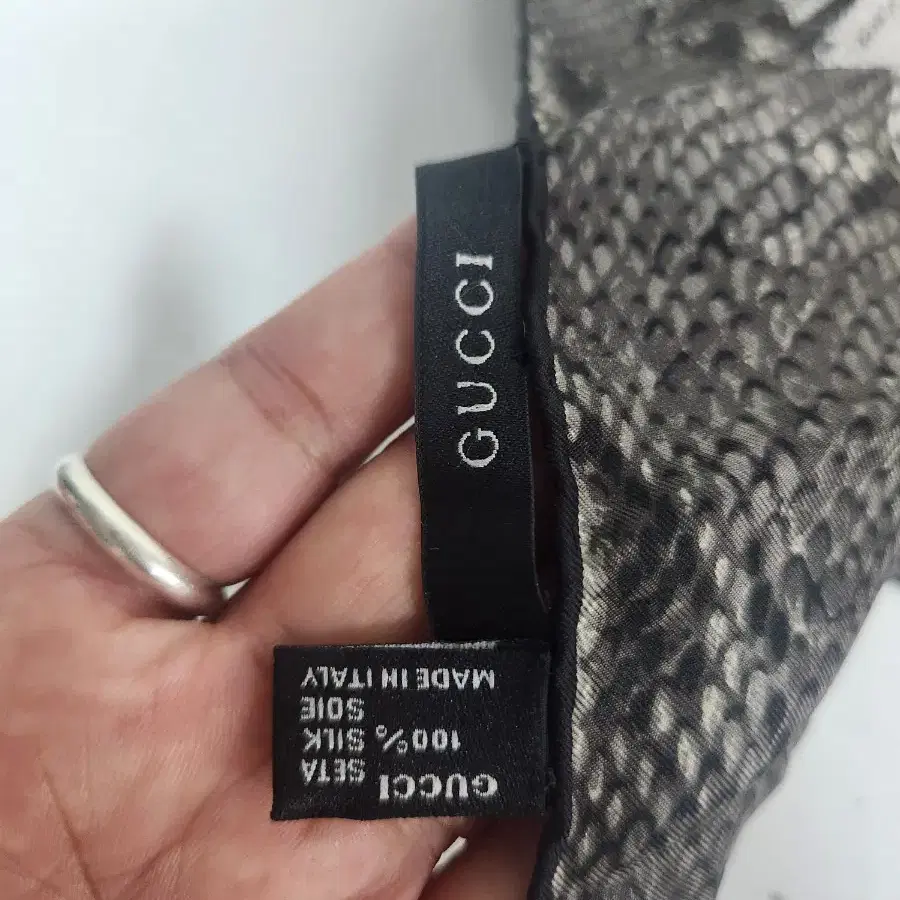 GUCCI
GUCCI
SETA
100% SILK
SOIE
MADE IN ITALY